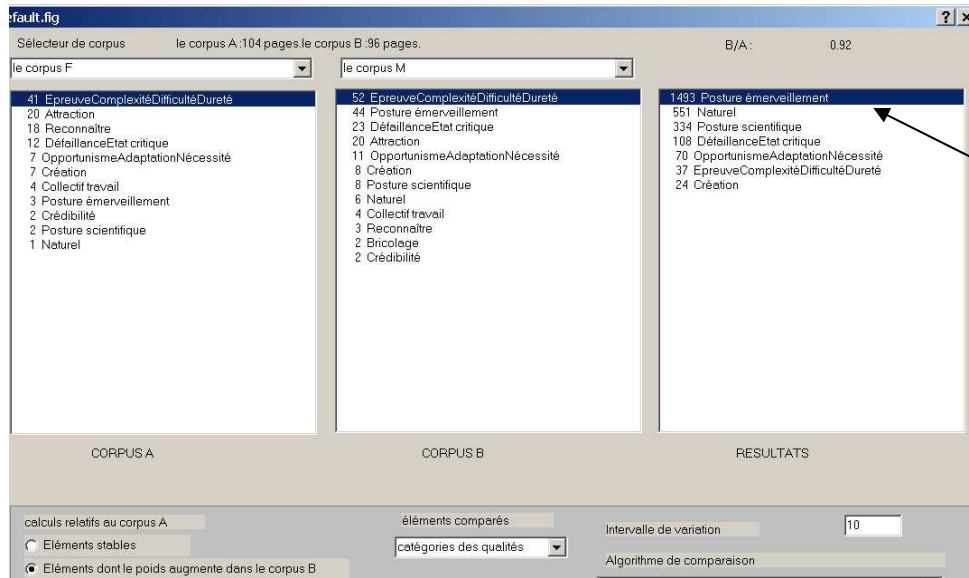 efault.fig
Sélecteur de corpus le corpus A :104 pages.le corpus B :96 pages. B/A : 0.92
le corpus F
le corpus M
41 EpreuveComplexitéDifficultéDureté
20 Attraction
18 Reconnaître
12 DéfaillanceEtat critique
7 OpportunismeAdaptationNécessité
7 Création
4 Collectif travail
3 Posture émerveillement
2 Crédibilité
2 Posture scientifique
1 Naturel
52 EpreuveComplexitéDifficultéDureté
44 Posture émerveillement
23 DéfaillanceEtat critique
20 Attraction
11 OpportunismeAdaptationNécessité
8 Création
8 Posture scientifique
6 Naturel
4 Collectif travail
3 Reconnaître
2 Bricolage
2 Crédibilité
1493 Posture émerveillement
551 Naturel
334 Posture scientifique
108 DéfaillanceEtat critique
70 OpportunismeAdaptationNécessité
37 EpreuveComplexitéDifficultéDureté
24 Création
CORPUS A
CORPUS B
RESULTATS
calculs relatifs au corpus A
Eléments stables
Eléments dont le poids augmente dans le corpus B
éléments comparés
catégories des qualités
Intervalle de variation 10
Algorithme de comparaison